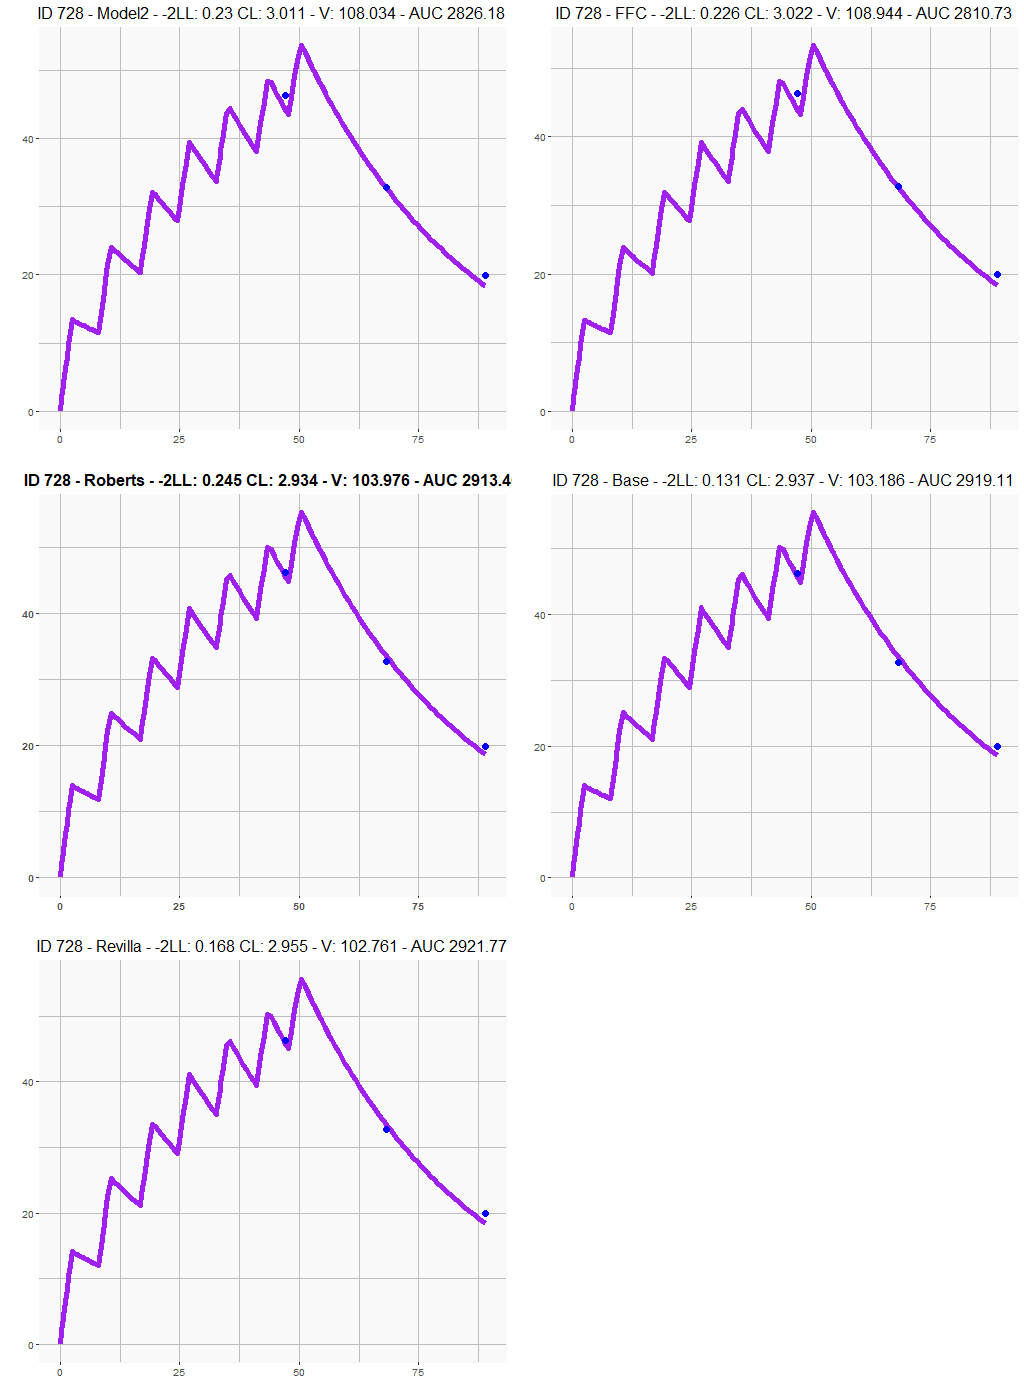 ID 728 - Model2 - -2LL: 0.23 CL: 3.011 - V: 108.034 - AUC 2826.18
40
20
0
0 25 50 75
ID 728 - FFC - -2LL: 0.226 CL: 3.022 - V: 108.944 - AUC 2810.73
40
20
0
0 25 50 75
ID 728 - Roberts - -2LL: 0.245 CL: 2.934 - V: 103.976 - AUC 2913.4
40
20
0
0 25 50 75
ID 728 - Base - -2LL: 0.131 CL: 2.937 - V: 103.186 - AUC 2919.11
40
20
0
0 25 50 75
ID 728 - Revilla - -2LL: 0.168 CL: 2.955 - V: 102.761 - AUC 2921.77
40
20
0
0 25 50 75